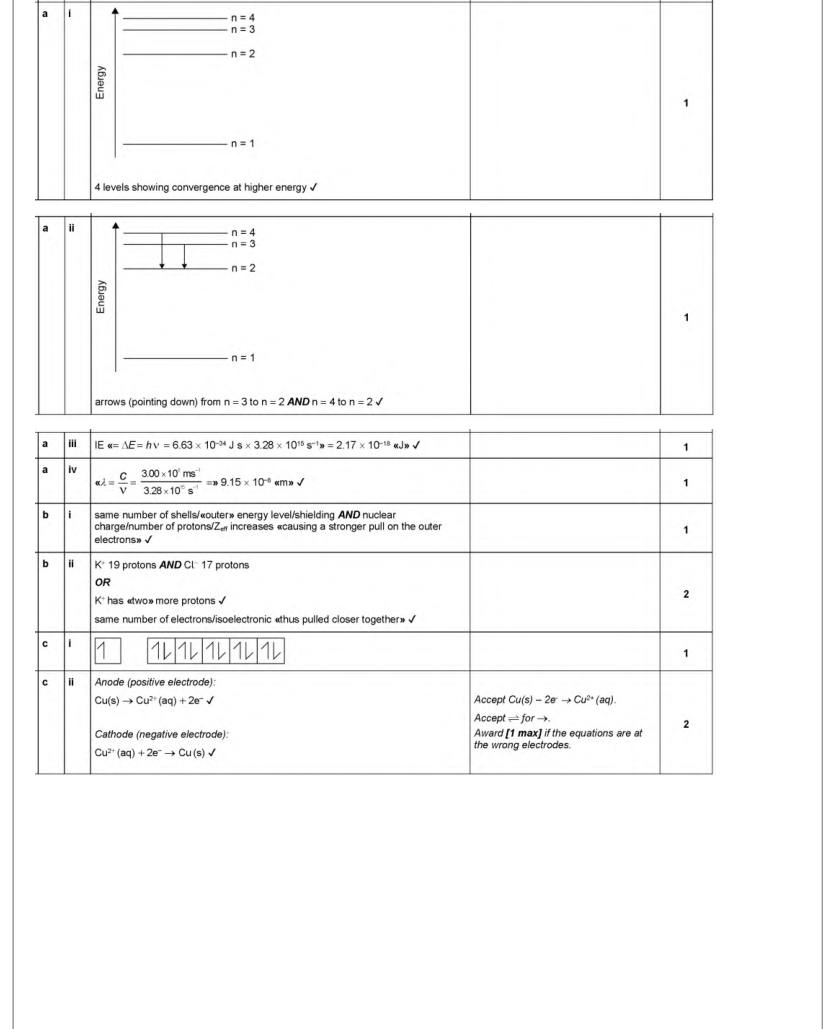 a i
n = 4
n = 3
n = 2
Energy
1
n = 1
4 levels showing convergence at higher energy ✓
a ii
n = 4
n = 3
n = 2
Energy
1
n = 1
arrows (pointing down) from n = 3 to n = 2 AND n = 4 to n = 2 ✓
a iii IE «= ΔE = hν = 6.63 × 10⁻³⁴ J s × 3.28 × 10¹⁵ s⁻¹» = 2.17 × 10⁻¹⁸ «J» ✓ 1
a iv «λ = C/ν = 3.00 × 10⁸ ms⁻¹ / 3.28 × 10¹⁵ s⁻¹ =» 9.15 × 10⁻⁸ «m» ✓ 1
b i same number of shells/«outer» energy level/shielding AND nuclear
charge/number of protons/Zeff increases «causing a stronger pull on the outer
electrons» ✓ 1
b ii K⁺ 19 protons AND Cl⁻ 17 protons
OR
K⁺ has «two» more protons ✓
same number of electrons/isoelectronic «thus pulled closer together» ✓
2
c i 1 1L 1L 1L 1L 1L 1
c ii Anode (positive electrode):
Cu(s) → Cu²⁺ (aq) + 2e⁻ ✓
Cathode (negative electrode):
Cu²⁺ (aq) + 2e⁻ → Cu (s) ✓
Accept Cu(s) – 2e⁻ → Cu²⁺ (aq).
Accept ⇌ for →.
Award [1 max] if the equations are at
the wrong electrodes.
2